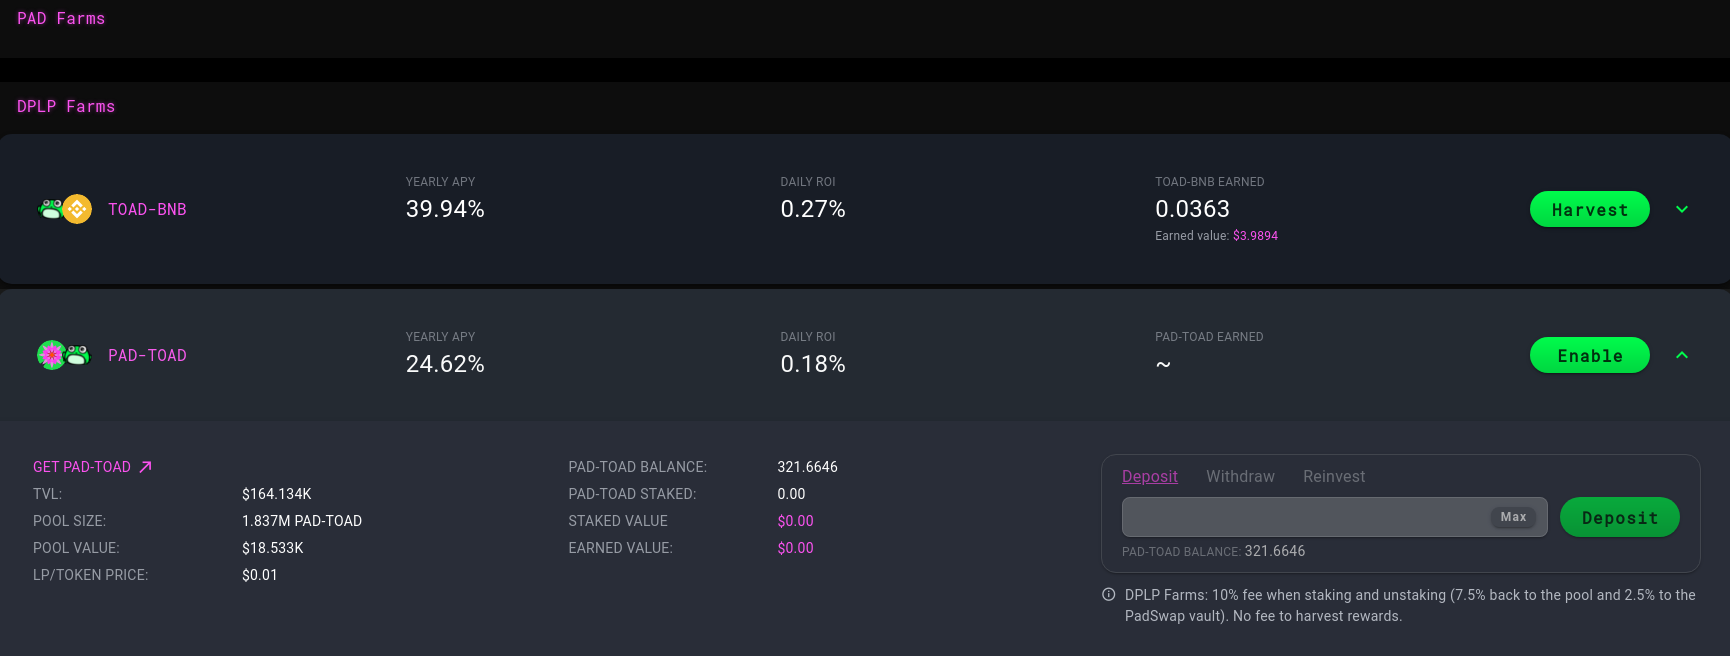 PAD Farms
DPLP Farms
TOAD-BNB
YEARLY APY
39.94%
DAILY ROI
0.27%
TOAD-BNB EARNED
0.0363
Earned value: $3.9894
Harvest
PAD-TOAD
YEARLY APY
24.62%
DAILY ROI
0.18%
PAD-TOAD EARNED
~
Enable
GET PAD-TOAD
TVL: $164.134K
POOL SIZE: 1.837M PAD-TOAD
POOL VALUE: $18.533K
LP/TOKEN PRICE: $0.01
PAD-TOAD BALANCE: 321.6646
PAD-TOAD STAKED: 0.00
STAKED VALUE $0.00
EARNED VALUE: $0.00
Deposit Withdraw Reinvest
Max Deposit
PAD-TOAD BALANCE: 321.6646
DPLP Farms: 10% fee when staking and unstaking (7.5% back to the pool and 2.5% to the
PadSwap vault). No fee to harvest rewards.